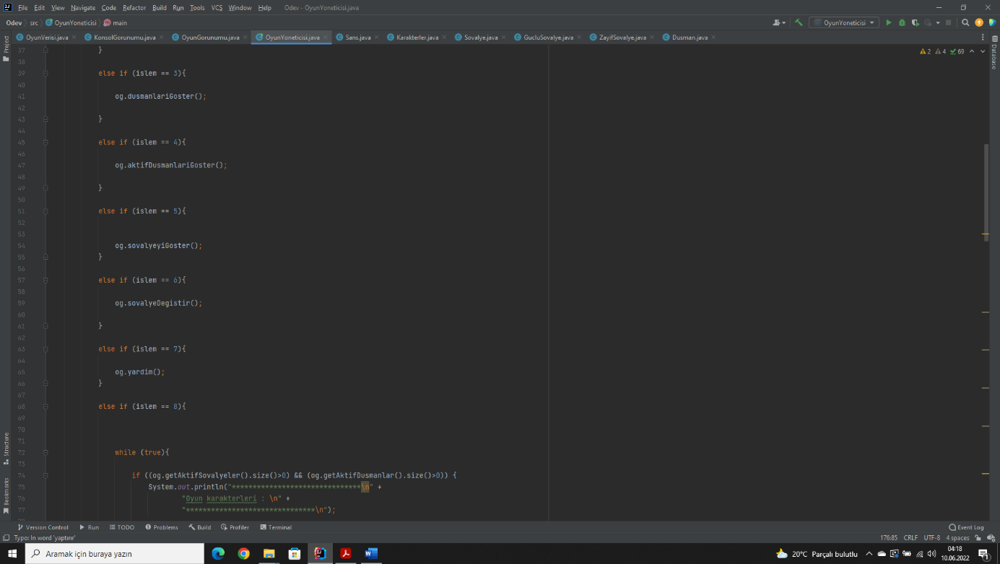 File Edit View Navigate Code Refactor Build Run Tools VCS Window Help Odev - OyunYoneticisi.java
Odev src OyunYoneticisi main OyunYoneticisi
OyunVerisi.java KonsolGorunumu.java OyunGorunumu.java OyunYoneticisi.java Sans.java Karakterler.java Sovalye.java GucluSovalye.java ZayifSovalye.java Dusman.java
Project
Database
2 4 69
37 }
38
39 else if (islem == 3){
40
41 og.dusmanlariGoster();
42
43 }
44
45 else if (islem == 4){
46
47 og.aktifDusmanlariGoster();
48
49 }
50
51 else if (islem == 5){
52
53
54 og.sovalyeyiGoster();
55 }
56
57 else if (islem == 6){
58
59 og.sovalyeDegistir();
60
61 }
62
63 else if (islem == 7){
64
65 og.yardim();
66 }
67
68 else if (islem == 8){
69
70
71
72 while (true){
73
74 if ((og.getAktifSovalyeler().size()>0) && (og.getAktifDusmanlar().size()>0)) {
75 System.out.println("*******************************\n" +
76 "Oyun karakterleri : \n" +
77 "*******************************\n");
Structure
Bookmarks
Version Control Run TODO Problems Build Profiler Terminal Event Log
Typo: In word 'yaptırır' 176:85 CRLF UTF-8 4 spaces
Aramak için buraya yazın 20°C Parçalı bulutlu 04:18
10.06.2022 1